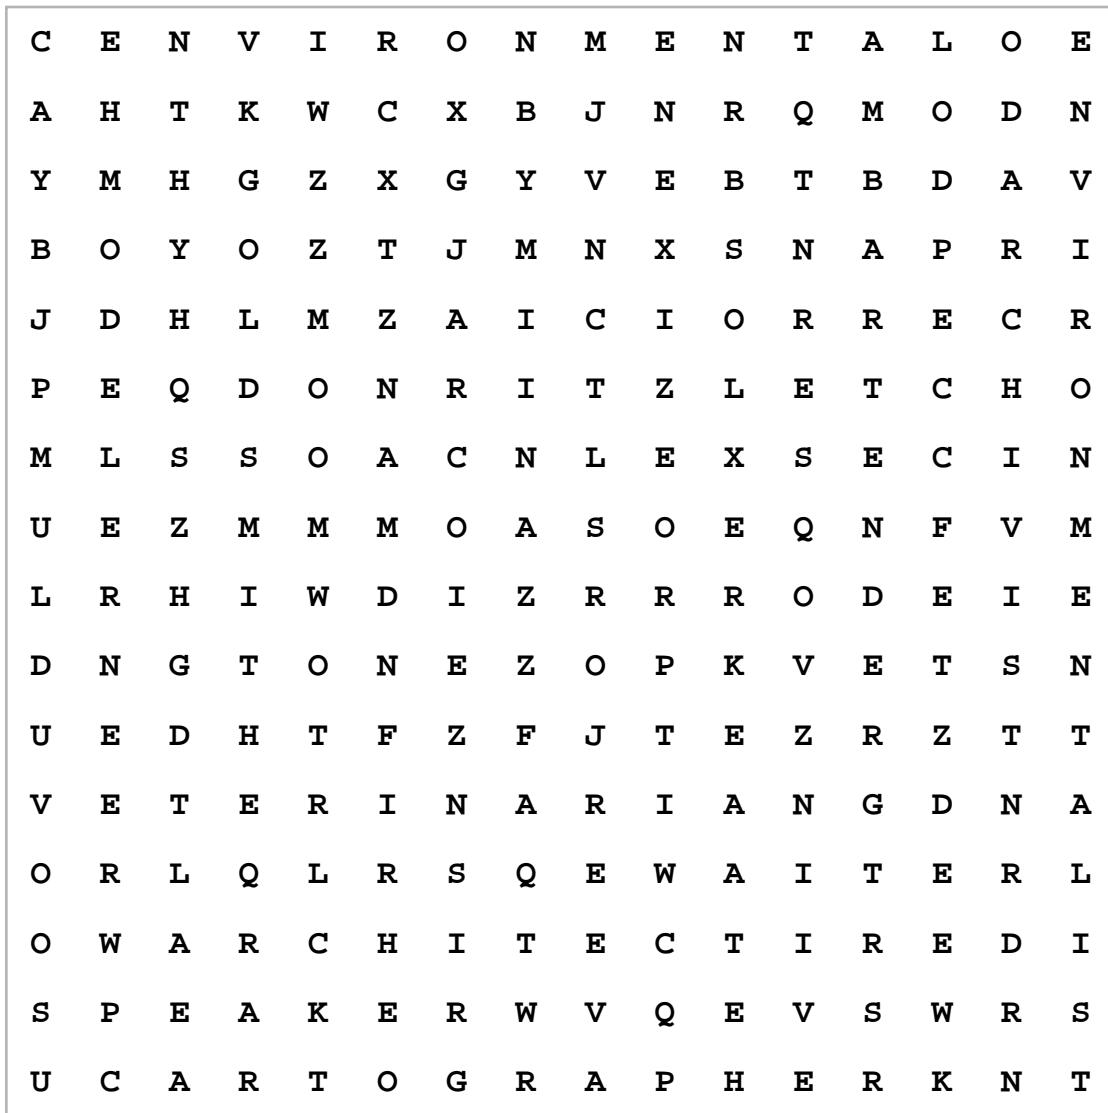 C E N V I R O N M E N T A L O E
A H T K W C X B J N R Q M O D N
Y M H G Z X G Y V E B T B D A V
B O Y O Z T J M N X S N A P R I
J D H L M Z A I C I O R R E C R
P E Q D O N R I T Z L E T C H O
M L S S O A C N L E X S E C I N
U E Z M M M O A S O E Q N F V M
L R H I W D I Z R R R O D E I E
D N G T O N E Z O P K V E T S N
U E D H T F Z F J T E Z R Z T T
V E T E R I N A R I A N G D N A
O R L Q L R S Q E W A I T E R L
O W A R C H I T E C T I R E D I
S P E A K E R W V Q E V S W R S
U C A R T O G R A P H E R K N T